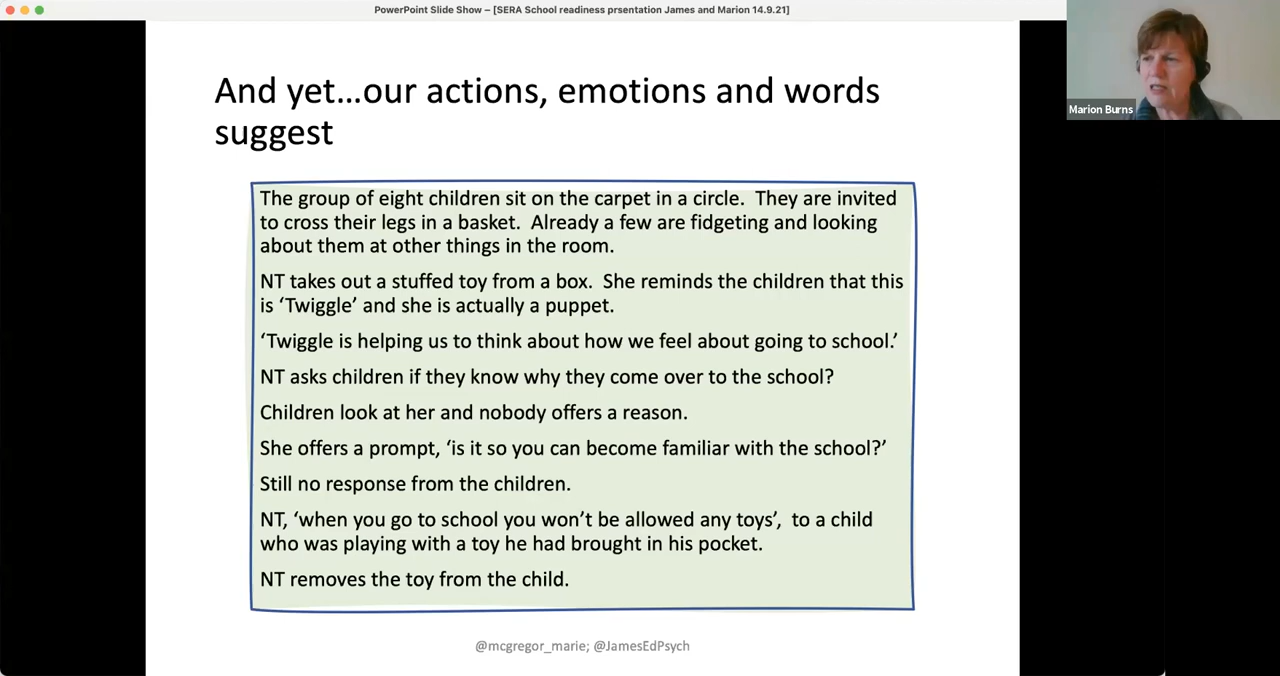 PowerPoint Slide Show – [SERA School readiness prsentation James and Marion 14.9.21]
Marion Burns
And yet...our actions, emotions and words
suggest
The group of eight children sit on the carpet in a circle.  They are invited
to cross their legs in a basket.  Already a few are fidgeting and looking
about them at other things in the room.
NT takes out a stuffed toy from a box.  She reminds the children that this
is ‘Twiggle’ and she is actually a puppet.
‘Twiggle is helping us to think about how we feel about going to school.’
NT asks children if they know why they come over to the school?
Children look at her and nobody offers a reason.
She offers a prompt, ‘is it so you can become familiar with the school?’
Still no response from the children.
NT, ‘when you go to school you won’t be allowed any toys’,  to a child
who was playing with a toy he had brought in his pocket.
NT removes the toy from the child.
@mcgregor_marie; @JamesEdPsych